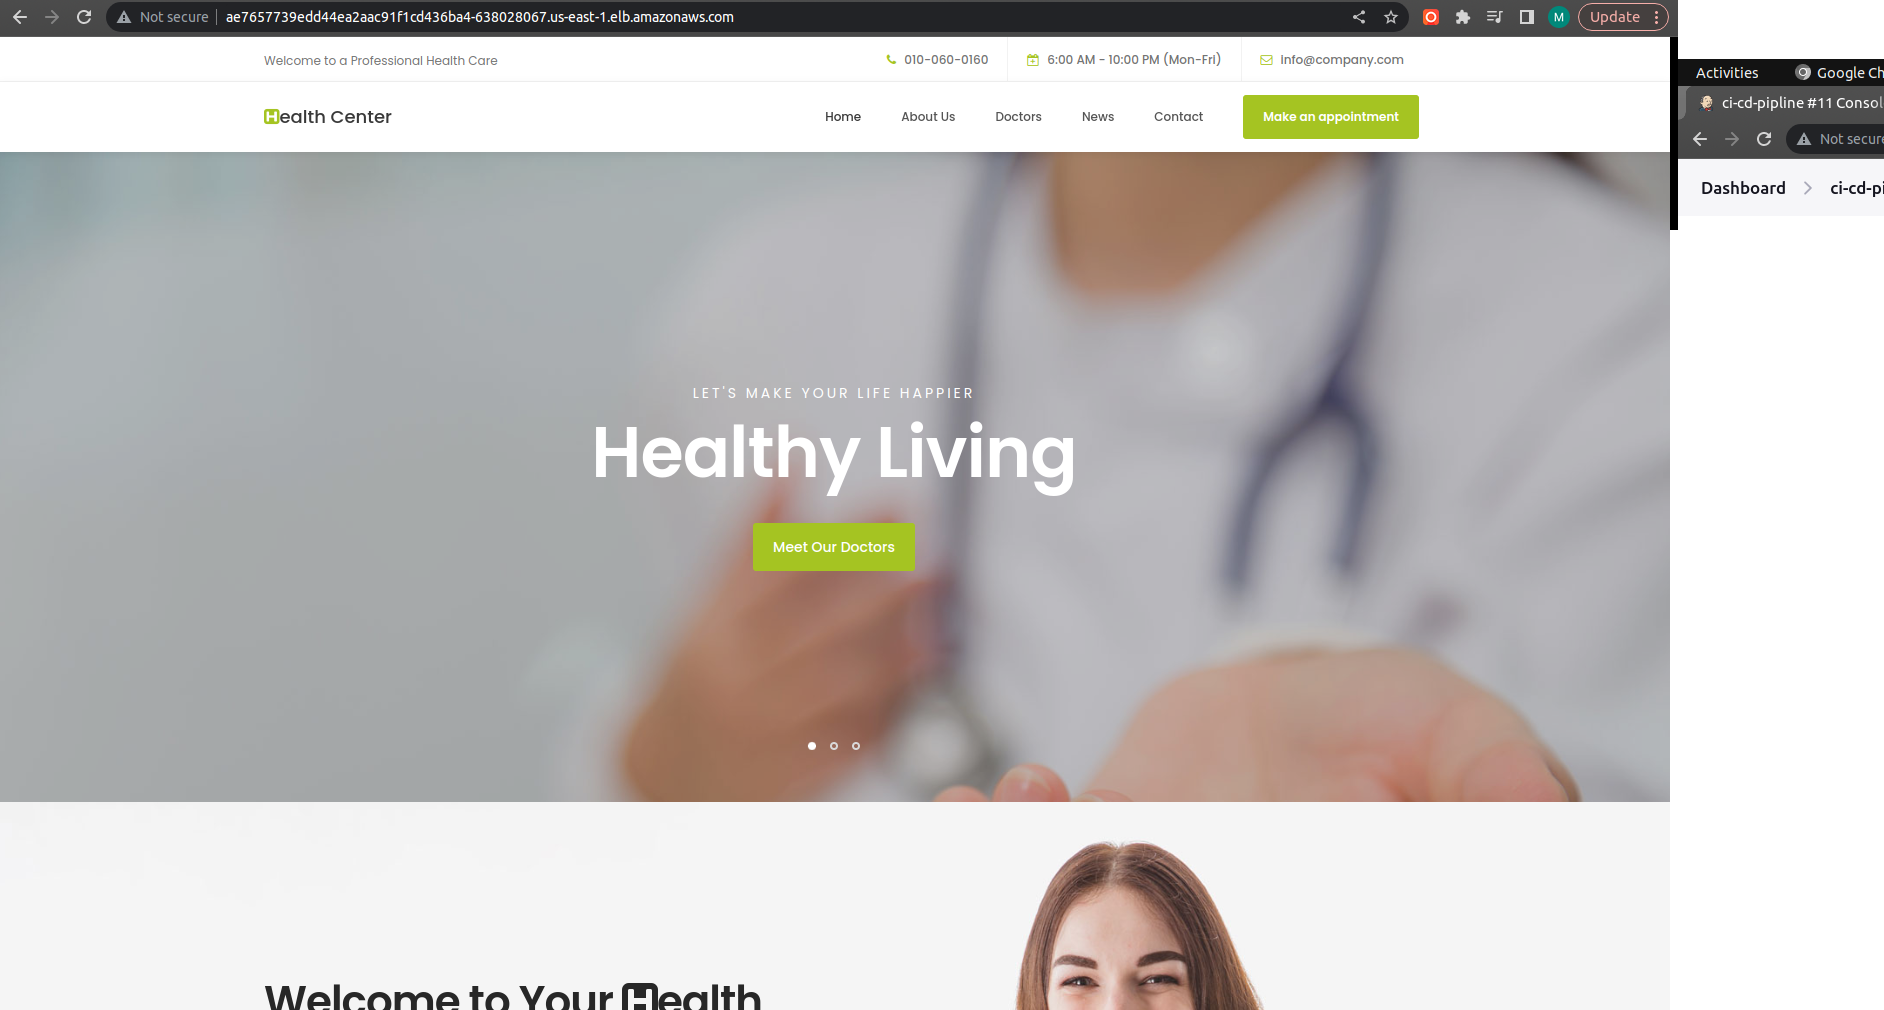 Not secure
ae7657739edd44ea2aac91f1cd436ba4-638028067.us-east-1.elb.amazonaws.com
M
Update
Welcome to a Professional Health Care
010-060-0160
6:00 AM - 10:00 PM (Mon-Fri)
info@company.com
Health Center
Home
About Us
Doctors
News
Contact
Make an appointment
LET'S MAKE YOUR LIFE HAPPIER
Healthy Living
Meet Our Doctors
Welcome to Your Health
Activities
Google Ch
ci-cd-pipline #11 Consol
Not secure
Dashboard
ci-cd-pi